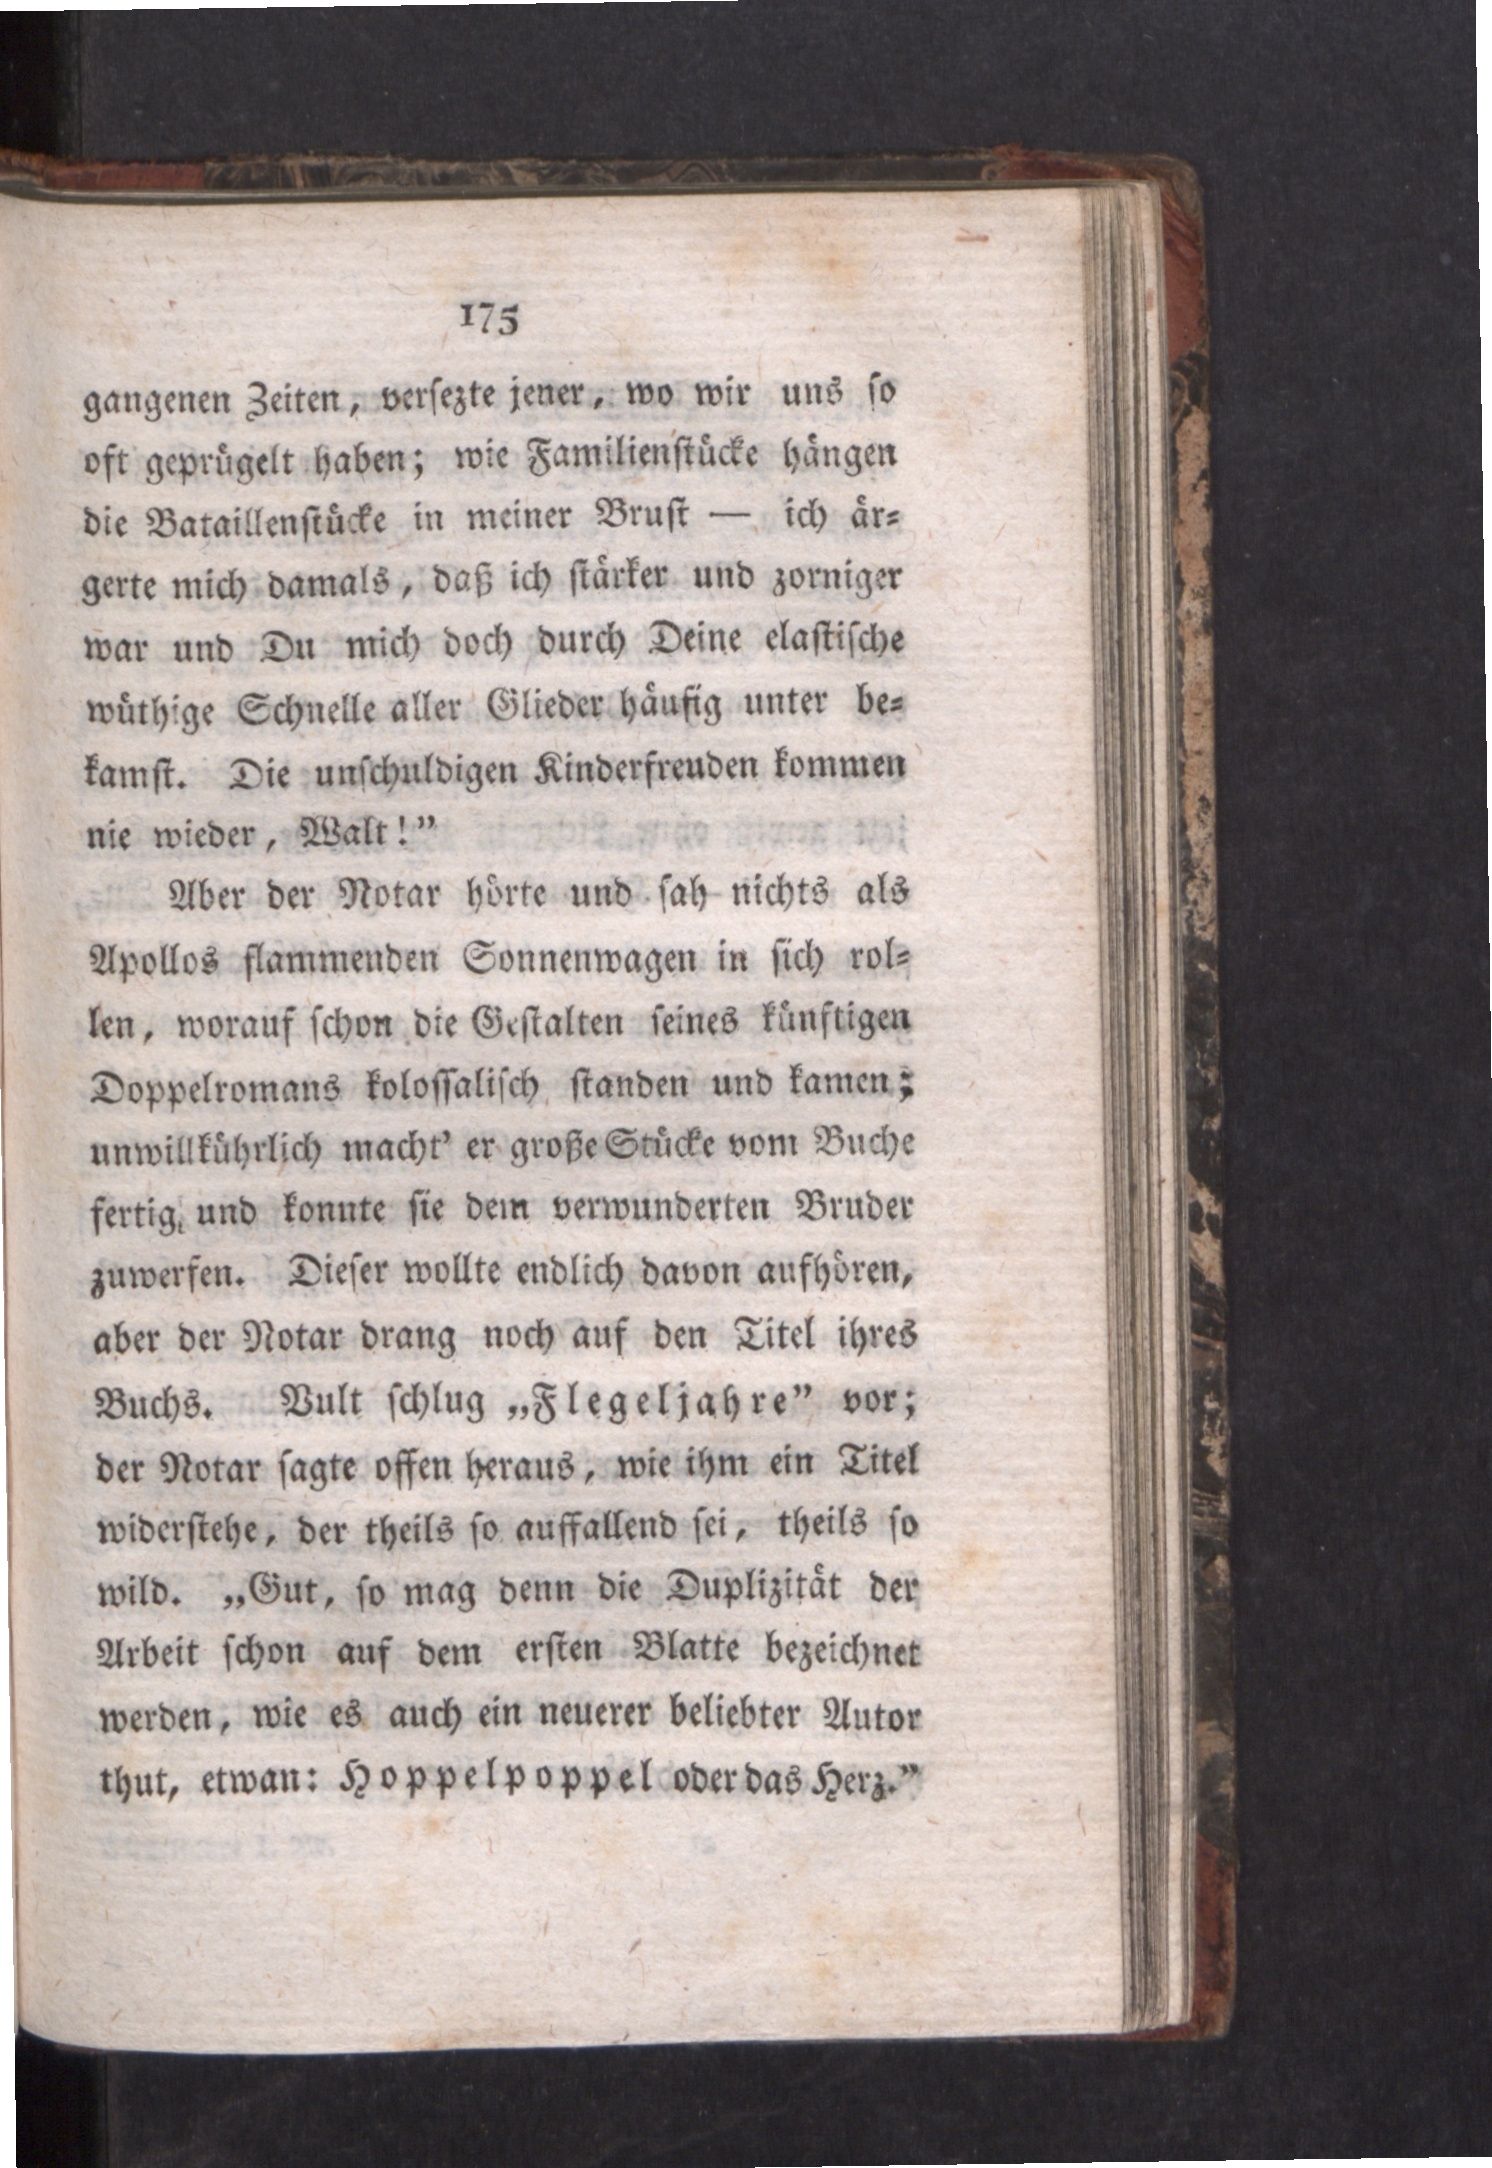 175
gangenen Zeiten, verſezte jener, wo wir uns ſo
oft geprügelt haben; wie Familienſtücke hängen
die Bataillenſtücke in meiner Bruſt — ich är⸗
gerte mich damals, daß ich ſtärker und zorniger
war und Du mich doch durch Deine elaſtiſche
wüthige Schnelle aller Glieder häufig unter be⸗
kamſt. Die unſchuldigen Kinderfreuden kommen
nie wieder, Walt!”
Aber der Notar hörte und ſah nichts als
Apollos flammenden Sonnenwagen in ſich rol⸗
len, worauf ſchon die Geſtalten ſeines künftigen
Doppelromans koloſſaliſch ſtanden und kamen;
unwillkührlich macht’ er große Stücke vom Buche
fertig, und konnte ſie dem verwunderten Bruder
zuwerfen. Dieſer wollte endlich davon aufhören,
aber der Notar drang noch auf den Titel ihres
Buchs. Vult ſchlug „Flegeljahre” vor;
der Notar ſagte offen heraus, wie ihm ein Titel
widerſtehe, der theils ſo auffallend ſei, theils ſo
wild. „Gut, ſo mag denn die Duplizität der
Arbeit ſchon auf dem erſten Blatte bezeichnet
werden, wie es auch ein neuerer beliebter Autor
thut, etwan: Hoppelpoppel oder das Herz.”